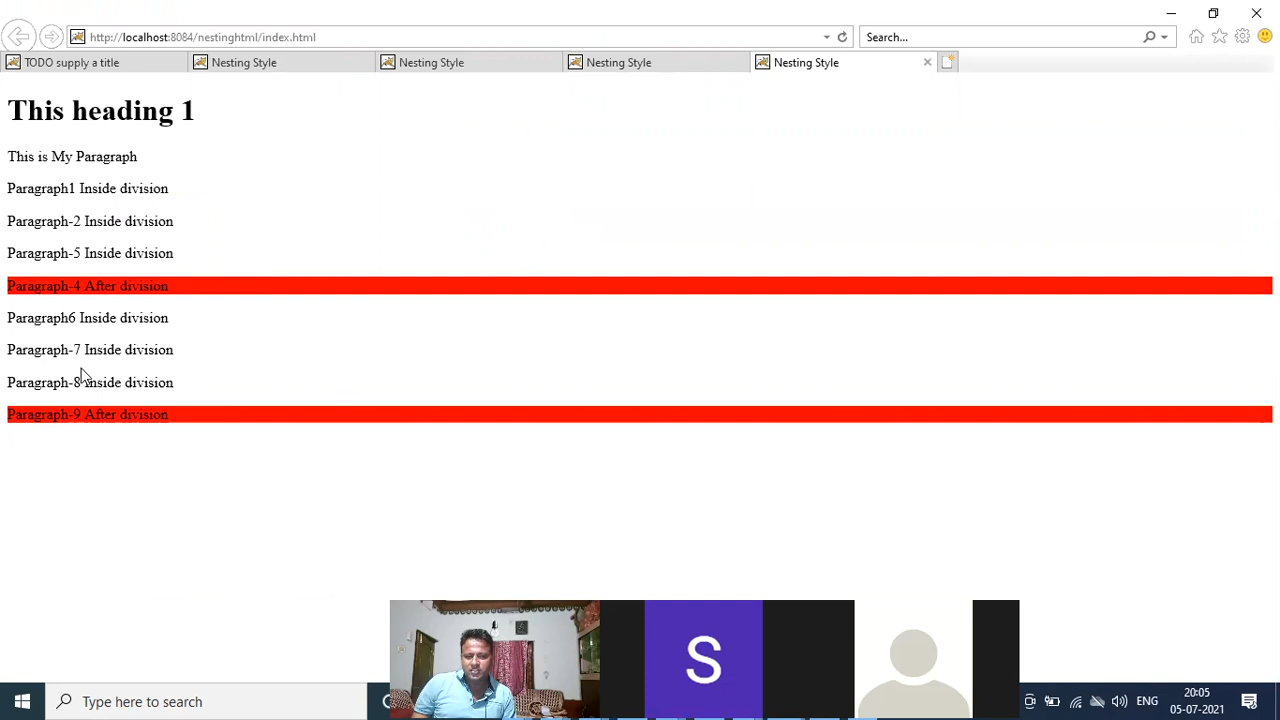 http://localhost:8084/nestinghtml/index.html
Search...
TODO supply a title
Nesting Style
Nesting Style
Nesting Style
Nesting Style
This heading 1
This is My Paragraph
Paragraph1 Inside division
Paragraph-2 Inside division
Paragraph-5 Inside division
Paragraph-4 After division
Paragraph6 Inside division
Paragraph-7 Inside division
Paragraph-8 Inside division
Paragraph-9 After division
S
Type here to search
ENG
20:05
05-07-2021